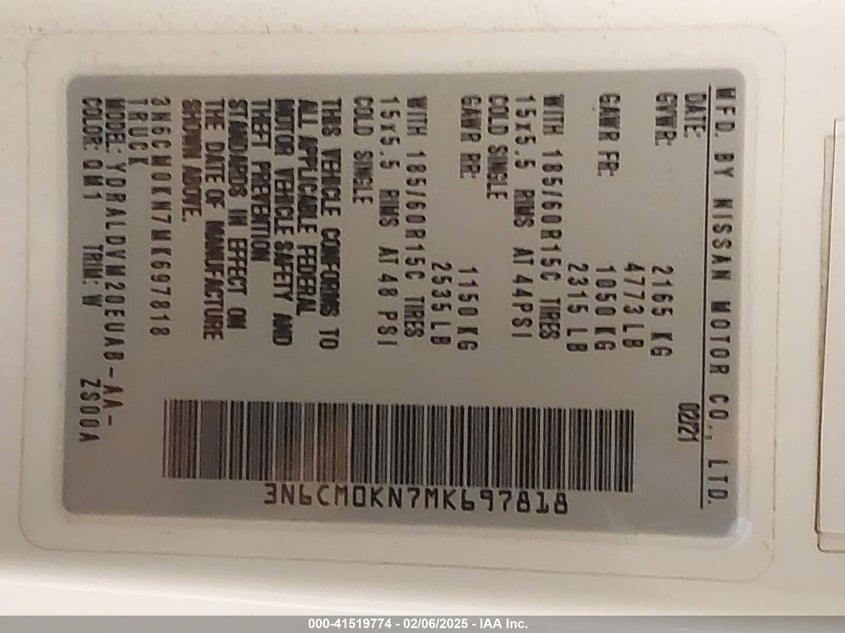 MFD. BY NISSAN MOTOR CO., LTD.
DATE: 02/21
GVWR: 2165 KG
4773 LB
GAWR FR: 1050 KG
2315 LB
WITH 185/60R15C TIRES
15x5.5 RIMS AT 44PSI
COLD SINGLE
GAWR RR: 1150 KG
2535 LB
WITH 185/60R15C TIRES
15x5.5 RIMS AT 48 PSI
COLD SINGLE
THIS VEHICLE CONFORMS TO
ALL APPLICABLE FEDERAL
MOTOR VEHICLE SAFETY AND
THEFT PREVENTION
STANDARDS IN EFFECT ON
THE DATE OF MANUFACTURE
SHOWN ABOVE.
3N6CM0KN7MK697818
TRUCK
MODEL: YDRALDYM20EUAB-AA-
ZS00A
COLOR: QM1 TRIM: W
3N6CM0KN7MK697818
000-41519774 - 02/06/2025 - IAA Inc.